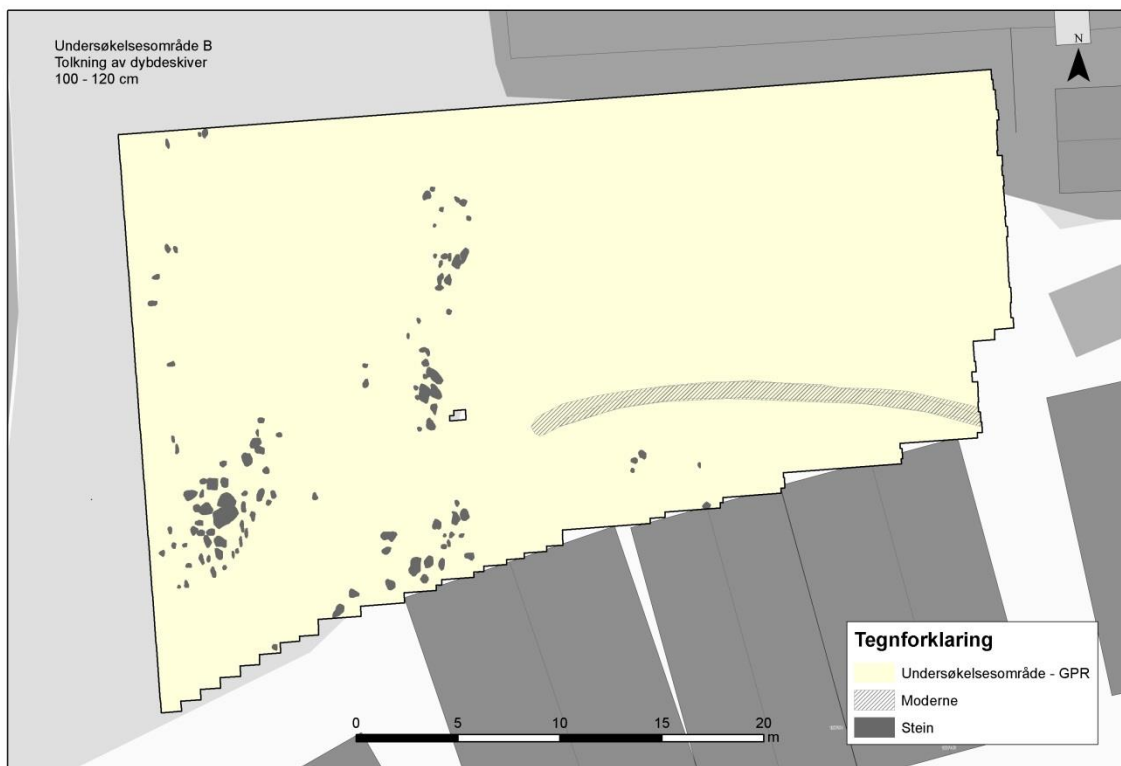 Undersøkelsesområde B
Tolkning av dybdeskiver
100 - 120 cm
N
Tegnforklaring
Undersøkelsesområde - GPR
Moderne
Stein
0 5 10 15 20
m